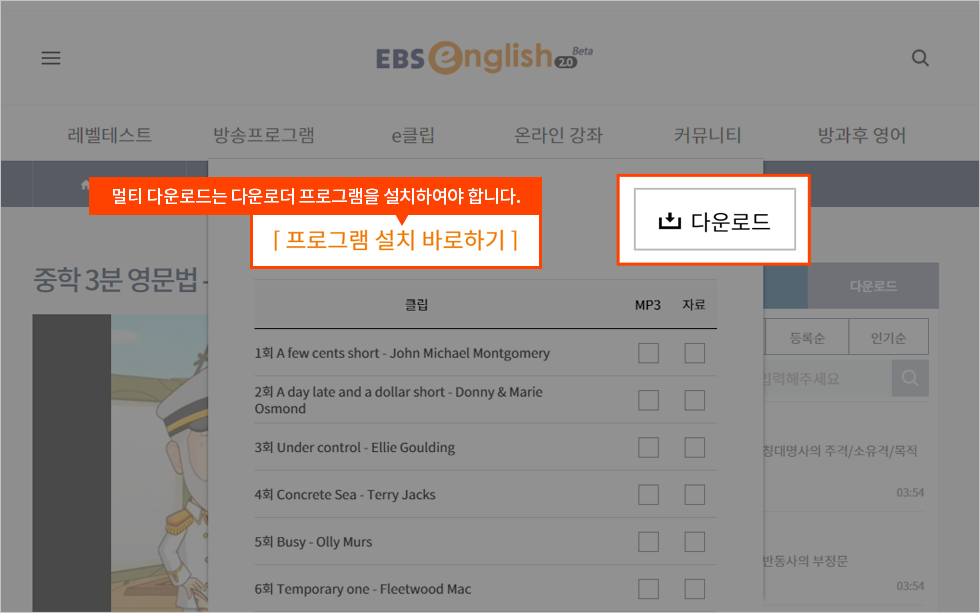 EBS english 2.0 Beta
레벨테스트 방송프로그램 e클립 온라인 강좌 커뮤니티 방과후 영어
멀티 다운로드는 다운로더 프로그램을 설치하여야 합니다.
[ 프로그램 설치 바로하기 ]
다운로드
중학 3분 영문법 -
다운로드
등록순 인기순
입력해주세요
클립 MP3 자료
1회 A few cents short - John Michael Montgomery
2회 A day late and a dollar short - Donny & Marie
Osmond
3회 Under control - Ellie Goulding
4회 Concrete Sea - Terry Jacks
5회 Busy - Olly Murs
6회 Temporary one - Fleetwood Mac
칭대명사의 주격/소유격/목적
03:54
반동사의 부정문
03:54